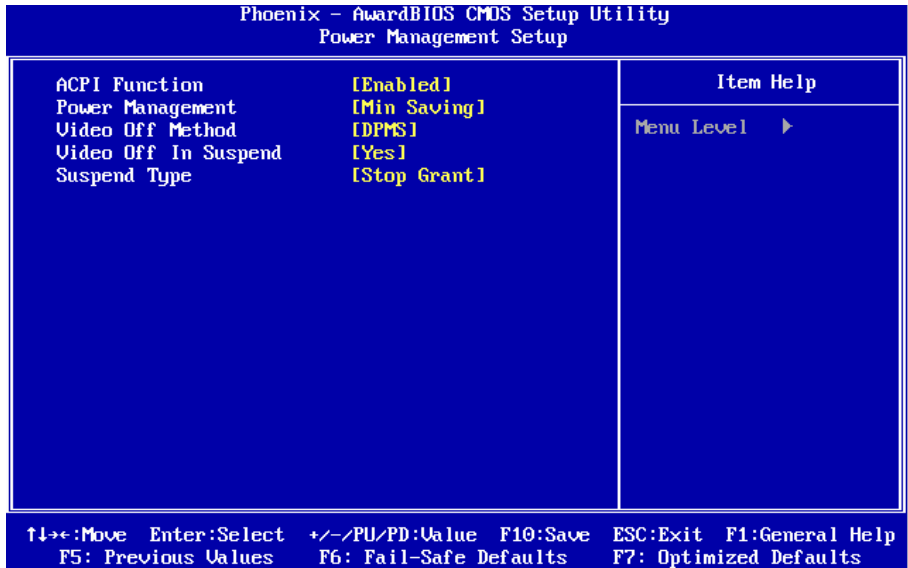 Phoenix - AwardBIOS CMOS Setup Utility
Power Management Setup
ACPI Function [Enabled]
Power Management [Min Saving]
Video Off Method [DPMS]
Video Off In Suspend [Yes]
Suspend Type [Stop Grant]
Item Help
Menu Level ▶
↑↓→←:Move Enter:Select +/-/PU/PD:Value F10:Save ESC:Exit F1:General Help
F5: Previous Values F6: Fail-Safe Defaults F7: Optimized Defaults